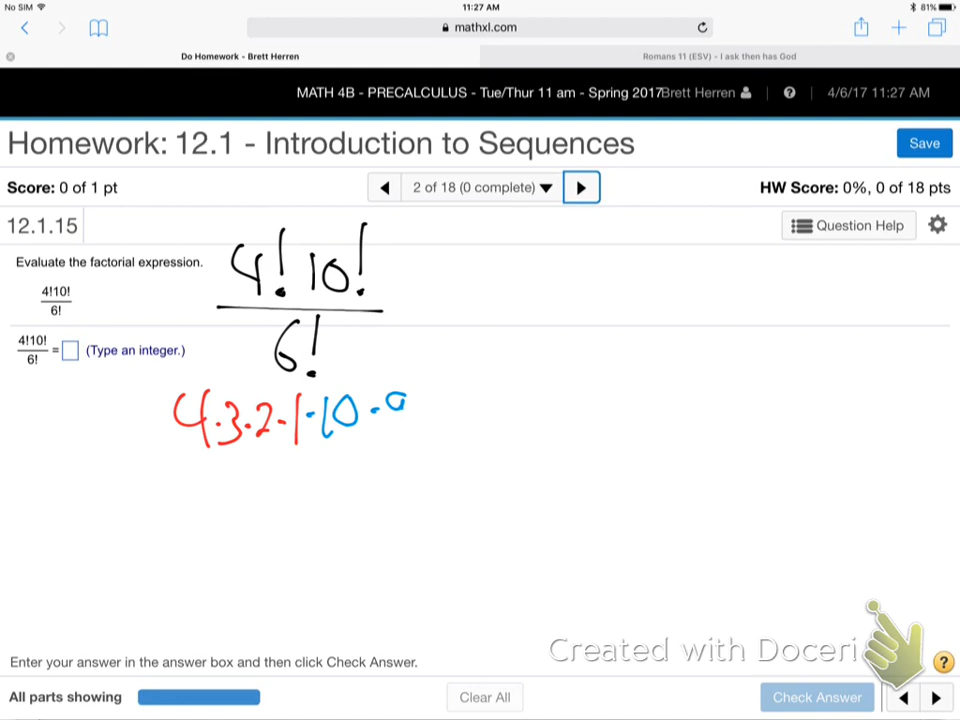 No SIM 11:27 AM 81%
mathxl.com
Do Homework - Brett Herren Romans 11 (ESV) - I ask then has God
MATH 4B - PRECALCULUS - Tue/Thur 11 am - Spring 2017Brett Herren ? 4/6/17 11:27 AM
Homework: 12.1 - Introduction to Sequences Save
Score: 0 of 1 pt 2 of 18 (0 complete) HW Score: 0%, 0 of 18 pts
12.1.15 Question Help
Evaluate the factorial expression.
4!10!
6!
4!10!
6!
4!10!
6!
= (Type an integer.)
4·3·2·1·10·
Created with Doceri
Enter your answer in the answer box and then click Check Answer. ?
All parts showing Clear All Check Answer